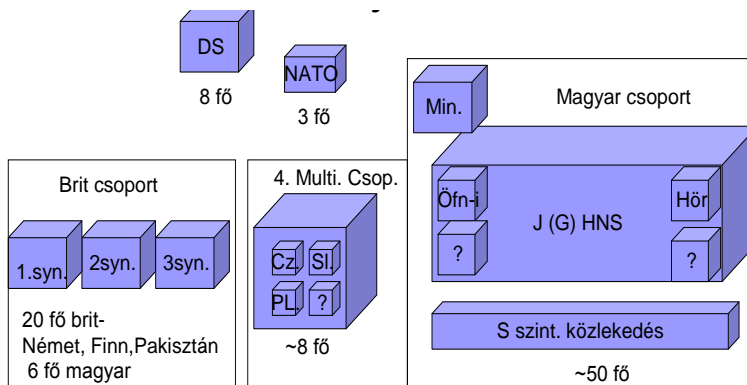 DS
8 fő
NATO
3 fő
Min.
Magyar csoport
Öfn-i
Hör
J (G) HNS
?
?
S szint. közlekedés
~50 fő
Brit csoport
1.syn.
2syn.
3syn.
20 fő brit-
Német, Finn,Pakisztán
6 fő magyar
4. Multi. Csop.
Cz.
Sl.
PL.
?
~8 fő